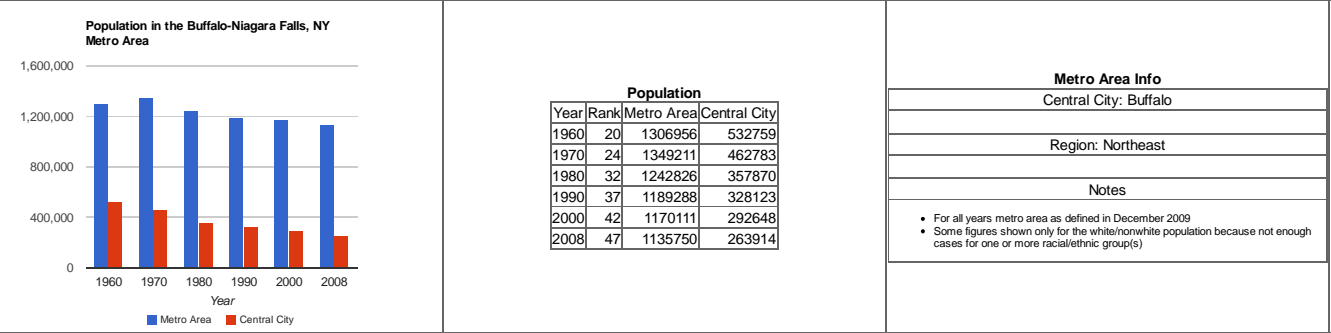 Population in the Buffalo-Niagara Falls, NY
Metro Area
1,600,000
1,200,000
800,000
400,000
0
1960 1970 1980 1990 2000 2008
Year
Metro Area Central City
Population
Year Rank Metro Area Central City
1960 20 1306956 532759
1970 24 1349211 462783
1980 32 1242826 357870
1990 37 1189288 328123
2000 42 1170111 292648
2008 47 1135750 263914
Metro Area Info
Central City: Buffalo
Region: Northeast
Notes
For all years metro area as defined in December 2009
Some figures shown only for the white/nonwhite population because not enough
cases for one or more racial/ethnic group(s)